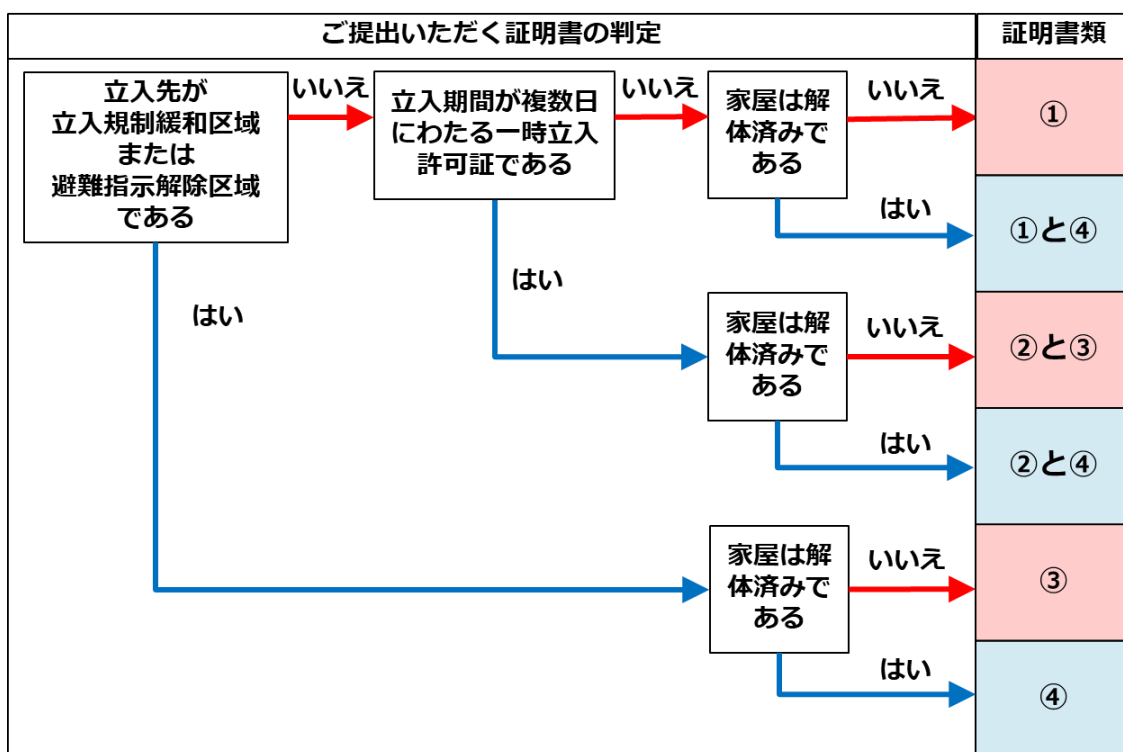 ご提出いただく証明書の判定
証明書類
立入先が
立入規制緩和区域
または
避難指示解除区域
である
いいえ
立入期間が複数日
にわたる一時立入
許可証である
いいえ
家屋は解
体済みで
ある
いいえ
①
はい
①と④
はい
はい
家屋は解
体済みで
ある
いいえ
②と③
はい
②と④
家屋は解
体済みで
ある
いいえ
③
はい
④